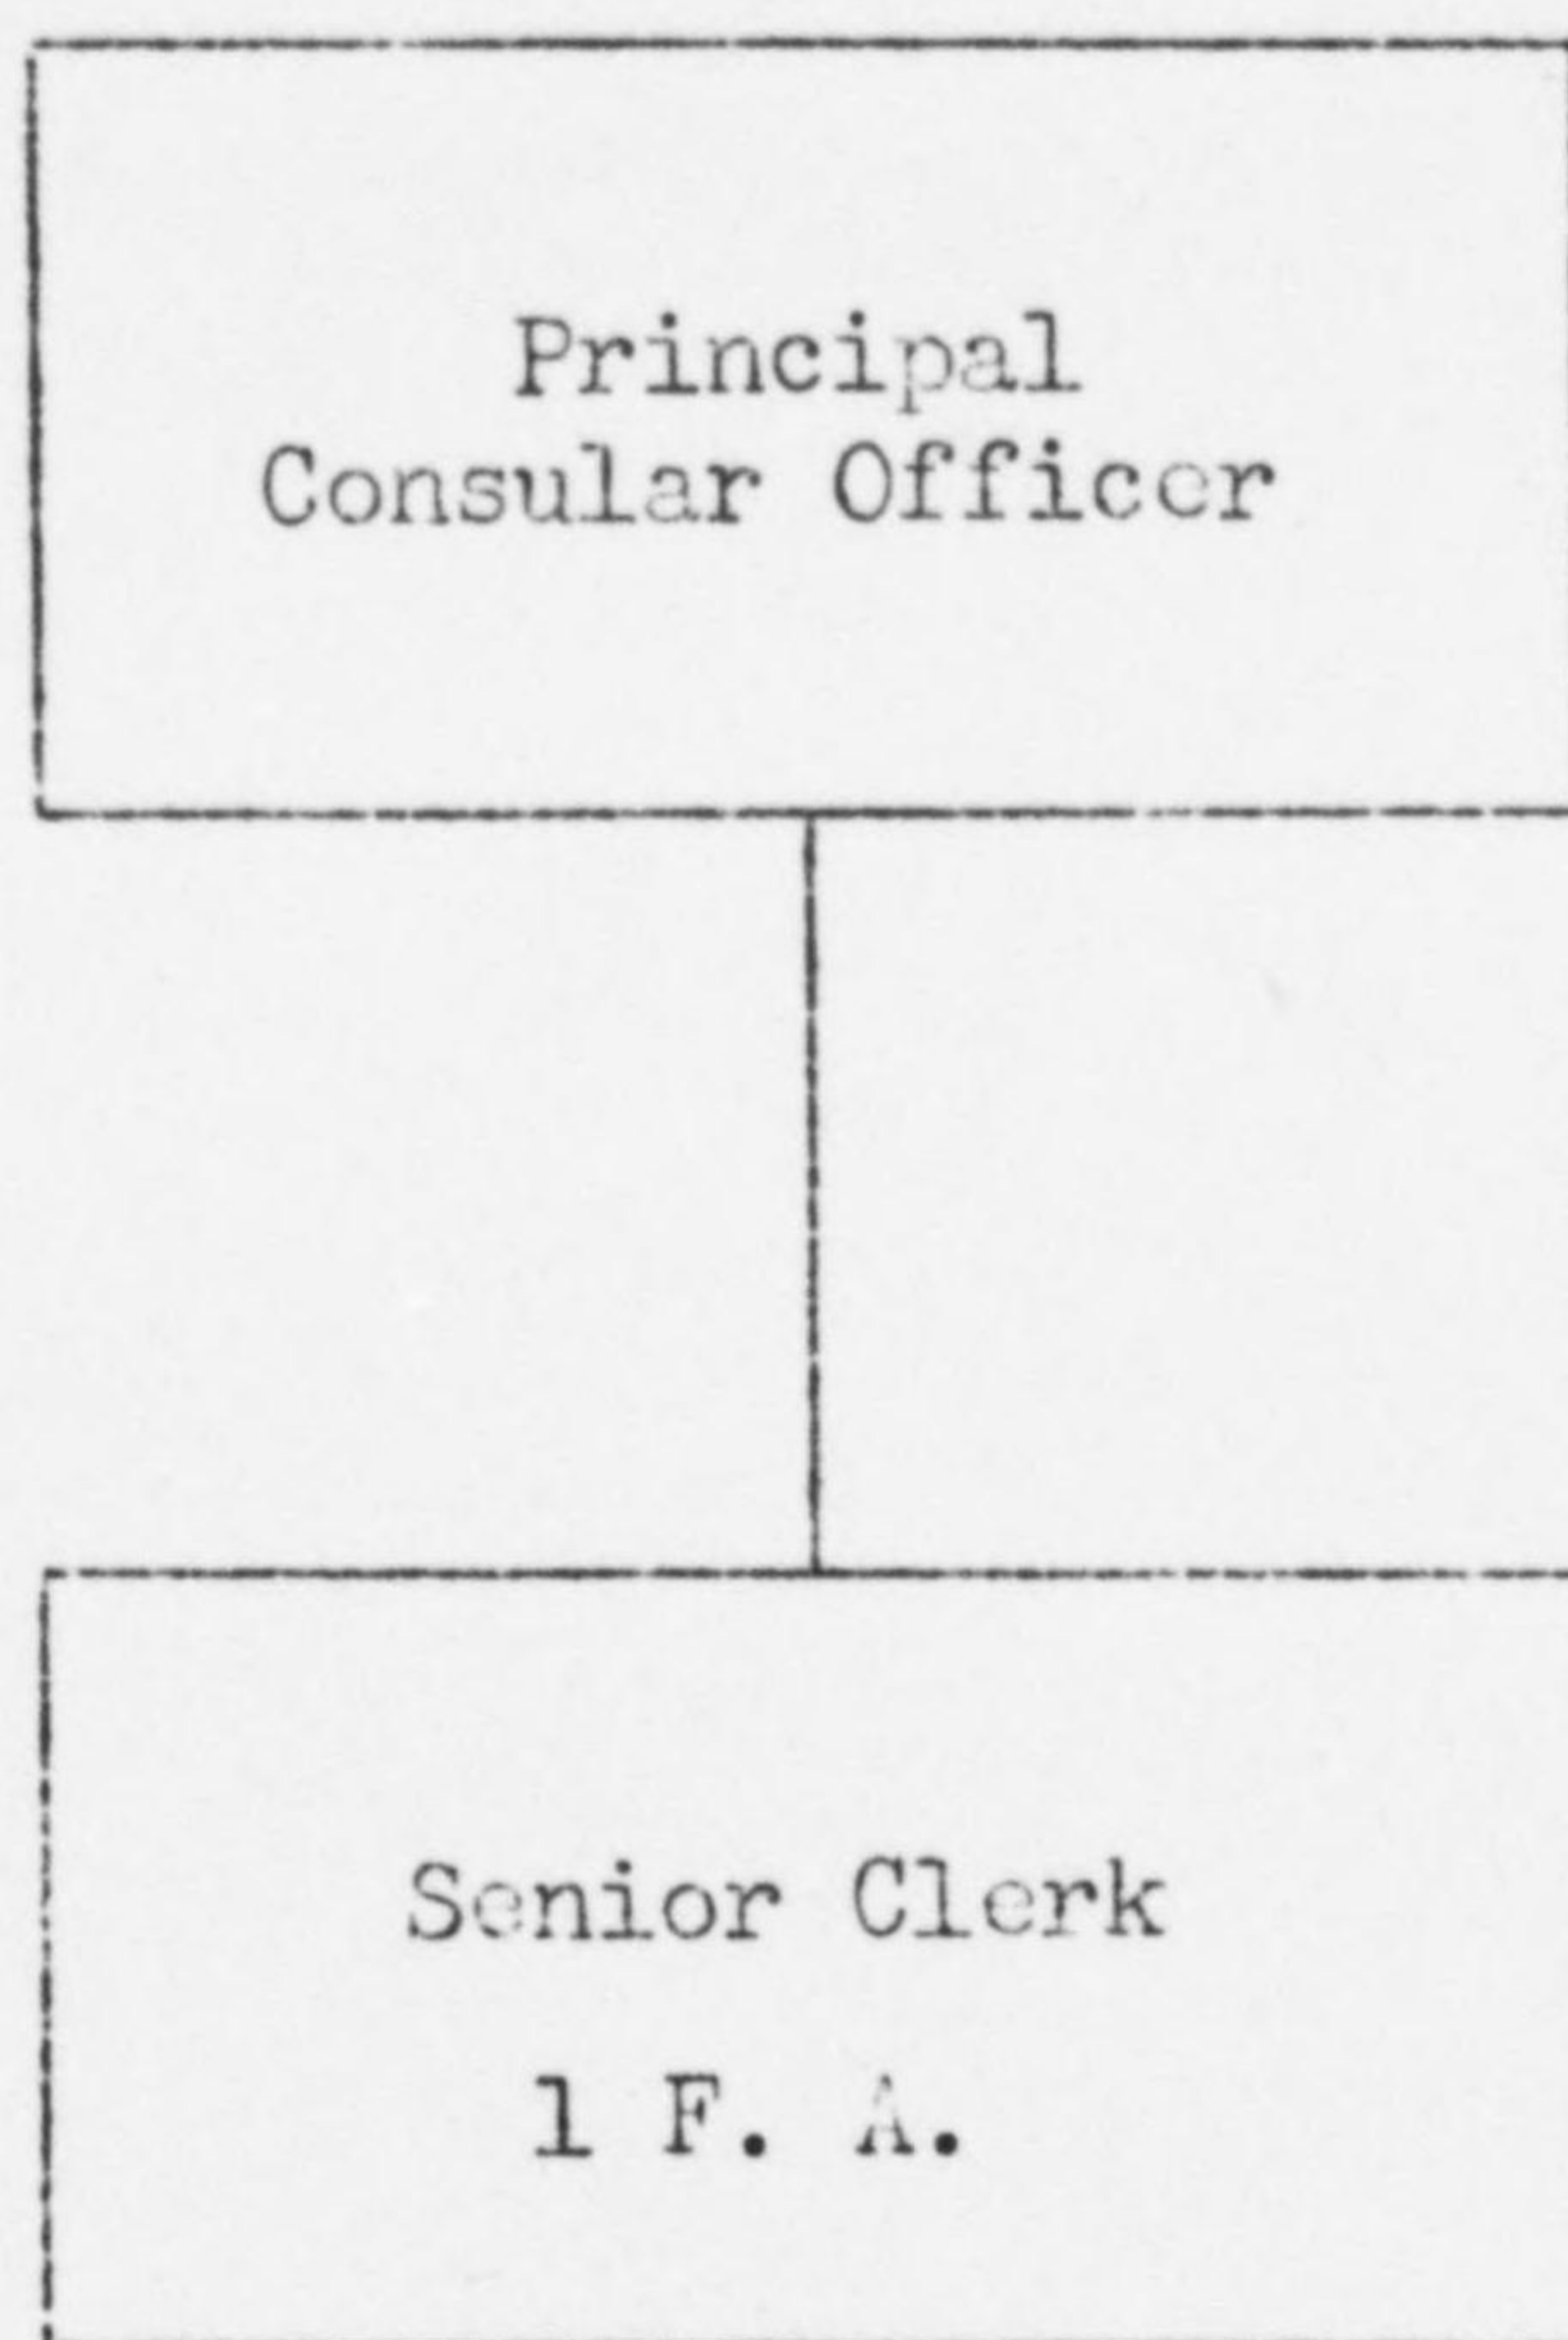 Principal
Consular Officer
Senior Clerk
1 F. A.